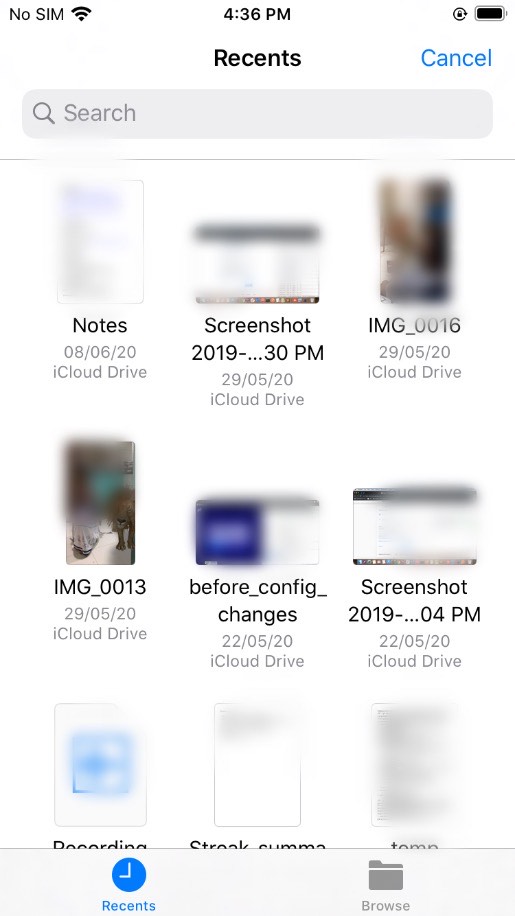 No SIM 4:36 PM
Recents Cancel
Search
Notes
08/06/20
iCloud Drive
Screenshot
2019-...30 PM
29/05/20
iCloud Drive
IMG_0016
29/05/20
iCloud Drive
IMG_0013
29/05/20
iCloud Drive
before_config_
changes
22/05/20
iCloud Drive
Screenshot
2019-...04 PM
22/05/20
iCloud Drive
Recording
Streak_summa
temp
Recents
Browse